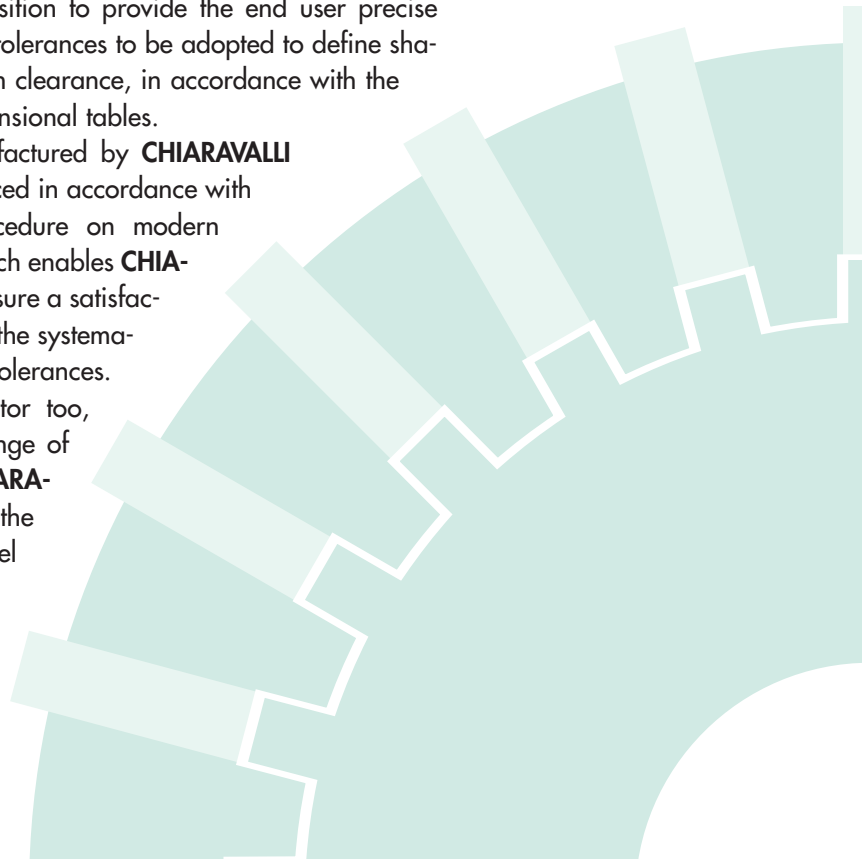 sition to provide the end user precise
tolerances to be adopted to define sha-
n clearance, in accordance with the
nsional tables.
factured by CHIARAVALLI
ced in accordance with
cedure on modern
ch enables CHIA-
sure a satisfac-
the systema-
olerances.
tor too,
nge of
ARA-
the
el